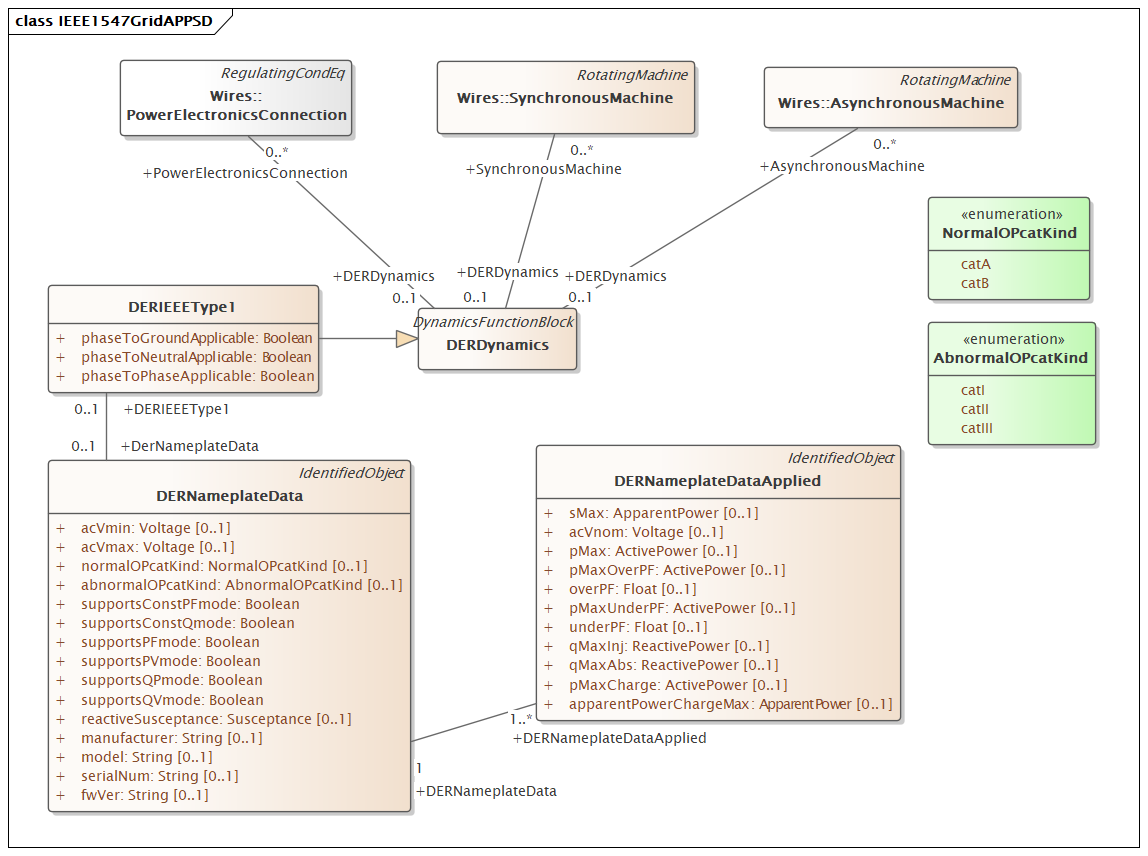 class IEEE1547GridAPPSD
RegulatingCondEq
Wires::
PowerElectronicsConnection
RotatingMachine
Wires::SynchronousMachine
RotatingMachine
Wires::AsynchronousMachine
0..*
+PowerElectronicsConnection
0..*
+SynchronousMachine
0..*
+AsynchronousMachine
«enumeration»
NormalOPcatKind
catA
catB
+DERDynamics
0..1
+DERDynamics
0..1
+DERDynamics
0..1
DynamicsFunctionBlock
DERDynamics
DERIEEEType1
+ phaseToGroundApplicable: Boolean
+ phaseToNeutralApplicable: Boolean
+ phaseToPhaseApplicable: Boolean
«enumeration»
AbnormalOPcatKind
catI
catII
catIII
0..1 +DERIEEEType1
0..1 +DerNameplateData
IdentifiedObject
DERNameplateData
+ acVmin: Voltage [0..1]
+ acVmax: Voltage [0..1]
+ normalOPcatKind: NormalOPcatKind [0..1]
+ abnormalOPcatKind: AbnormalOPcatKind [0..1]
+ supportsConstPFmode: Boolean
+ supportsConstQmode: Boolean
+ supportsPFmode: Boolean
+ supportsPVmode: Boolean
+ supportsQPmode: Boolean
+ supportsQVmode: Boolean
+ reactiveSusceptance: Susceptance [0..1]
+ manufacturer: String [0..1]
+ model: String [0..1]
+ serialNum: String [0..1]
+ fwVer: String [0..1]
IdentifiedObject
DERNameplateDataApplied
+ sMax: ApparentPower [0..1]
+ acVnom: Voltage [0..1]
+ pMax: ActivePower [0..1]
+ pMaxOverPF: ActivePower [0..1]
+ overPF: Float [0..1]
+ pMaxUnderPF: ActivePower [0..1]
+ underPF: Float [0..1]
+ qMaxInj: ReactivePower [0..1]
+ qMaxAbs: ReactivePower [0..1]
+ pMaxCharge: ActivePower [0..1]
+ apparentPowerChargeMax: ApparentPower [0..1]
1..*
+DERNameplateDataApplied
1
+DERNameplateData